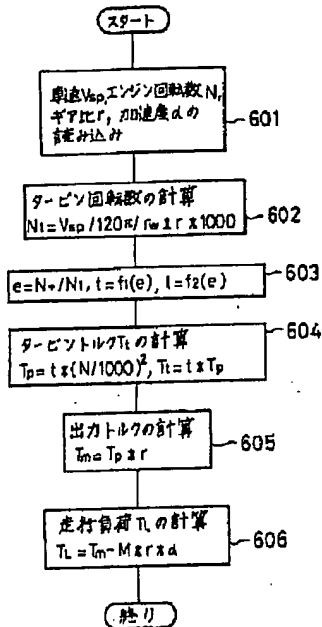 スタート
車速Vsp,エンジン回転数Nr,
ギア比r,加速度αの
読み込み
601
タービン回転数の計算
Nt=Vsp/120π/rw*r*1000
602
e=Nr/Nt, t=f1(e), l=f2(e)
603
604
タービントルクTtの計算
Tp=t*(N/1000)², Tt=t*Tp
出力トルクの計算
Tm=Tp*r
605
走行負荷TLの計算
TL=Tm-M*r*α
606
終り